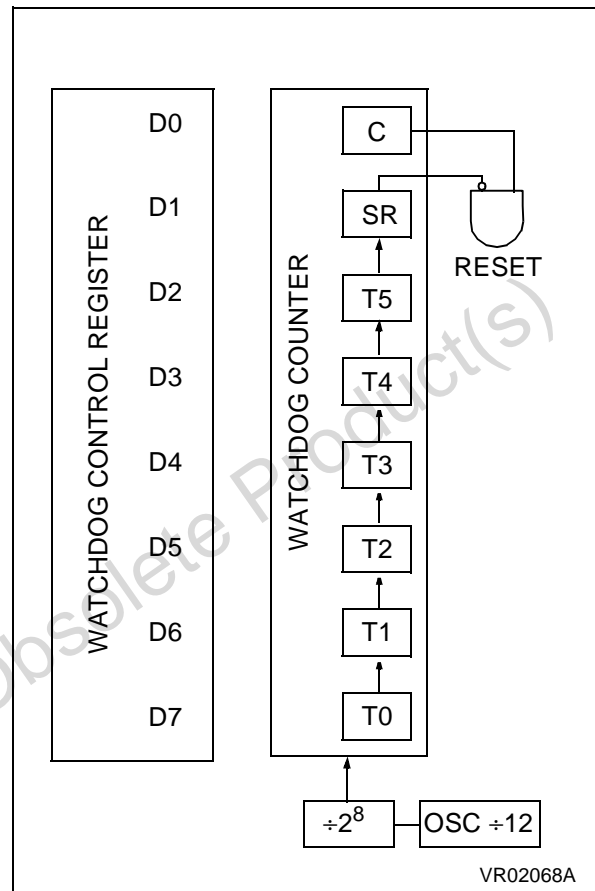 WATCHDOG CONTROL REGISTER
D0
D1
D2
D3
D4
D5
D6
D7
WATCHDOG COUNTER
C
SR
T5
T4
T3
T2
T1
T0
RESET
÷2⁸
OSC ÷12
VR02068A
Obsolete Product(s)